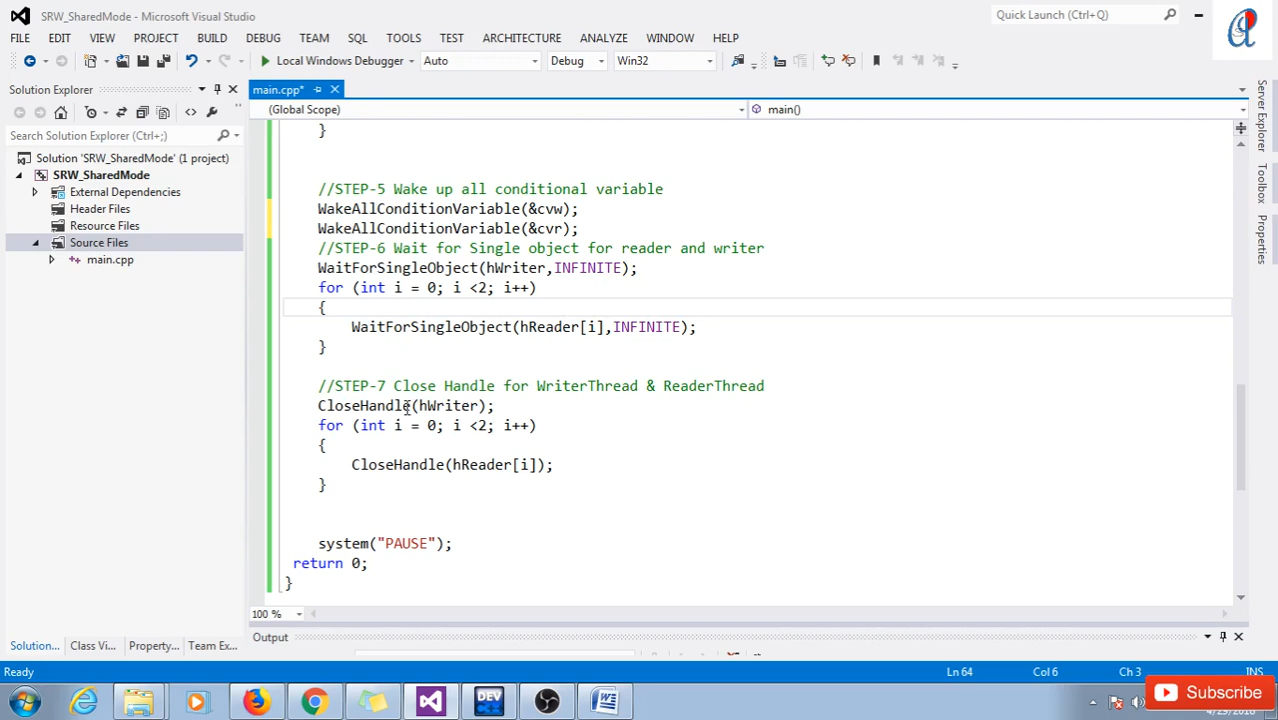 SRW_SharedMode - Microsoft Visual Studio
Quick Launch (Ctrl+Q)
FILE EDIT VIEW PROJECT BUILD DEBUG TEAM SQL TOOLS TEST ARCHITECTURE ANALYZE WINDOW HELP
Local Windows Debugger Auto Debug Win32
Solution Explorer
main.cpp*
(Global Scope) main()
Search Solution Explorer (Ctrl+;)
Solution 'SRW_SharedMode' (1 project)
SRW_SharedMode
External Dependencies
Header Files
Resource Files
Source Files
main.cpp
}
//STEP-5 Wake up all conditional variable
WakeAllConditionVariable(&cvw);
WakeAllConditionVariable(&cvr);
//STEP-6 Wait for Single object for reader and writer
WaitForSingleObject(hWriter,INFINITE);
for (int i = 0; i <2; i++)
{
WaitForSingleObject(hReader[i],INFINITE);
}
//STEP-7 Close Handle for WriterThread & ReaderThread
CloseHandle(hWriter);
for (int i = 0; i <2; i++)
{
CloseHandle(hReader[i]);
}
system("PAUSE");
return 0;
}
Server Explorer
Toolbox
Properties
100 %
Solution... Class Vi... Property... Team Ex...
Output
Ready Ln 64 Col 6 Ch 3 INS
DEV
Subscribe